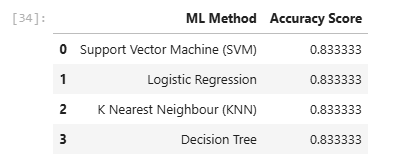 [34]: ML Method Accuracy Score
0 Support Vector Machine (SVM) 0.833333
1 Logistic Regression 0.833333
2 K Nearest Neighbour (KNN) 0.833333
3 Decision Tree 0.833333